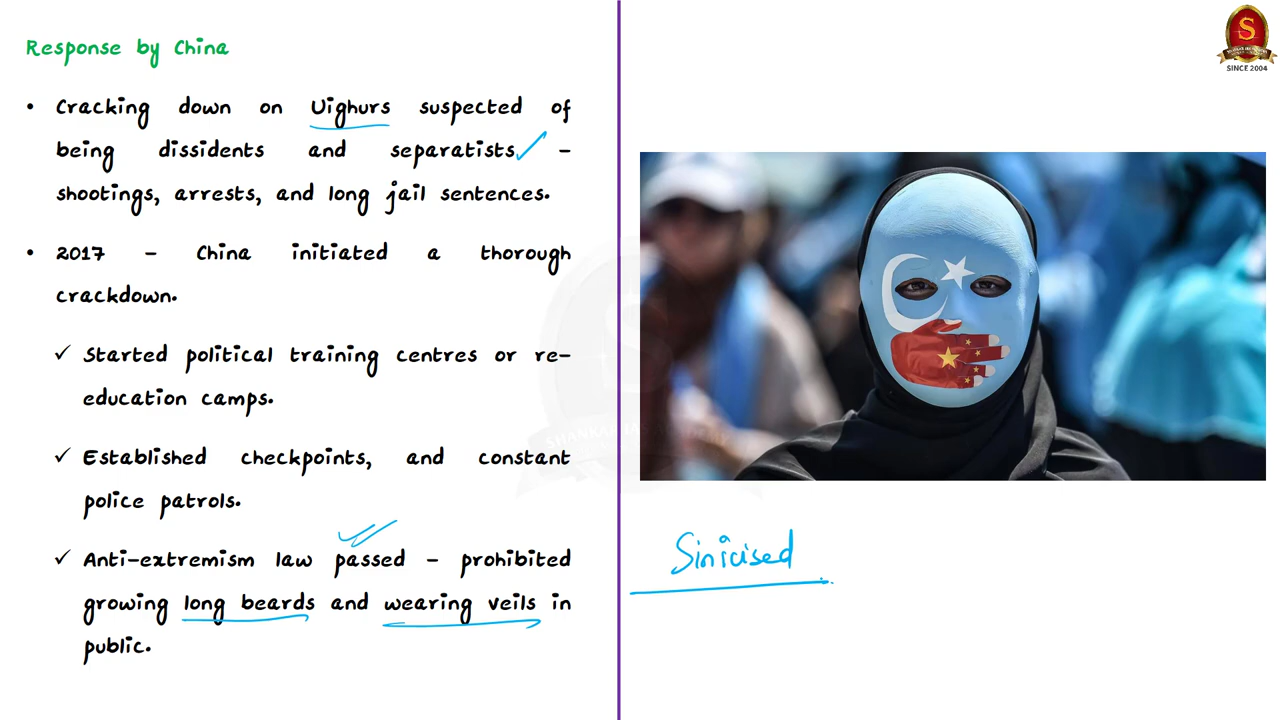 Response by China
• Cracking down on Uighurs suspected of
being dissidents and separatists –
shootings, arrests, and long jail sentences.
• 2017 – China initiated a thorough
crackdown.
✓ Started political training centres or re-
education camps.
✓ Established checkpoints, and constant
police patrols.
✓ Anti-extremism law passed – prohibited
growing long beards and wearing veils in
public.
S
SINCE 2004
Sinicised